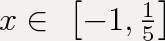 x ∈ [−1, 1/5]